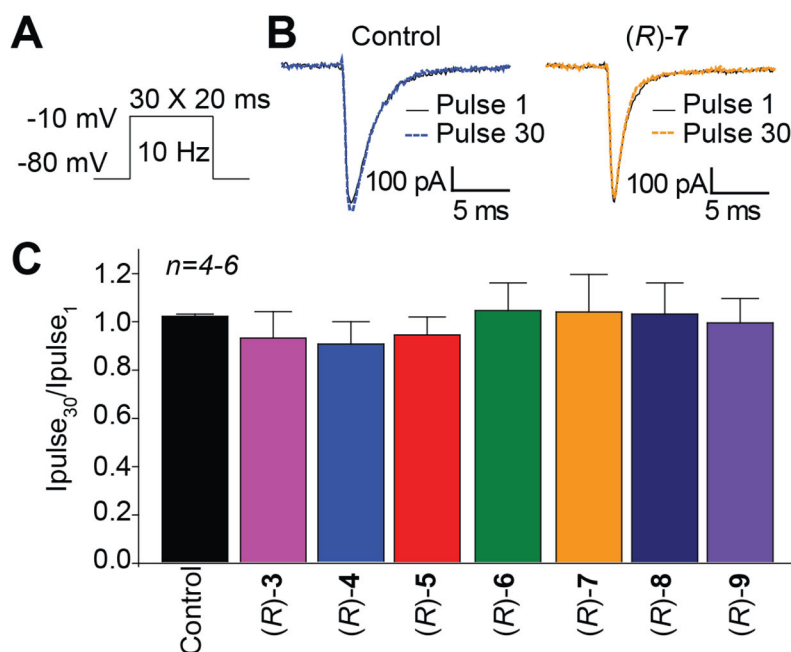 A
30 X 20 ms
-10 mV
10 Hz
-80 mV
B
Control
Pulse 1
Pulse 30
100 pA
5 ms
(R)-7
Pulse 1
Pulse 30
100 pA
5 ms
C
n=4-6
Ipulse30/Ipulse1
1.2
1.0
0.8
0.6
0.4
0.2
0.0
Control
(R)-3
(R)-4
(R)-5
(R)-6
(R)-7
(R)-8
(R)-9